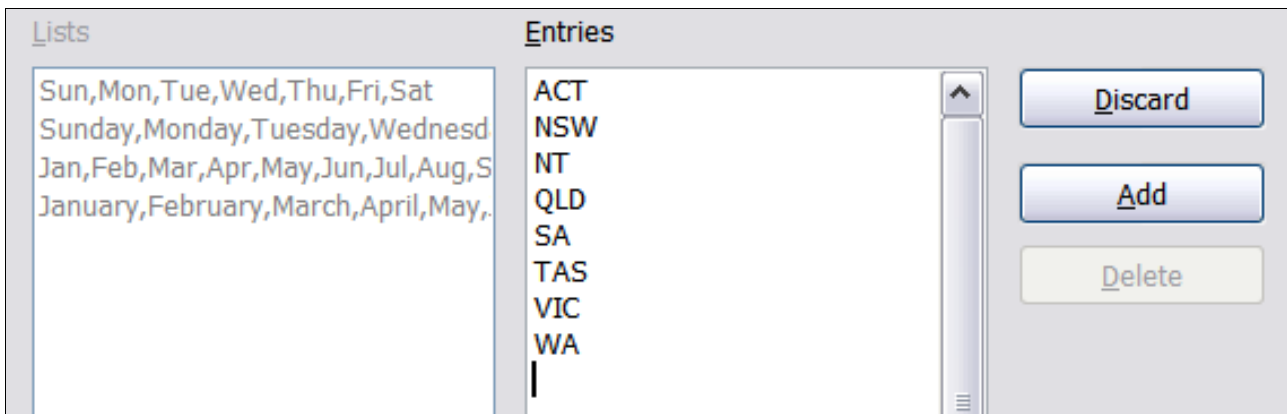 Lists
Sun,Mon,Tue,Wed,Thu,Fri,Sat
Sunday,Monday,Tuesday,Wednesd
Jan,Feb,Mar,Apr,May,Jun,Jul,Aug,S
January,February,March,April,May,.
Entries
ACT
NSW
NT
QLD
SA
TAS
VIC
WA
Discard
Add
Delete